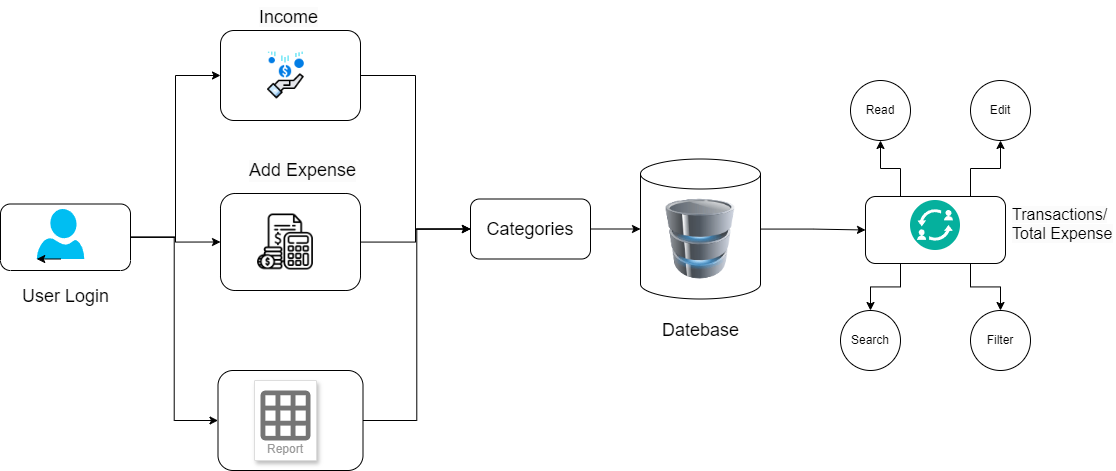 Income
Add Expense
User Login
Report
Categories
Datebase
Read
Edit
Transactions/
Total Expense
Search
Filter